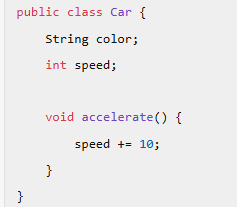 public class Car {
    String color;
    int speed;

    void accelerate() {
        speed += 10;
    }
}